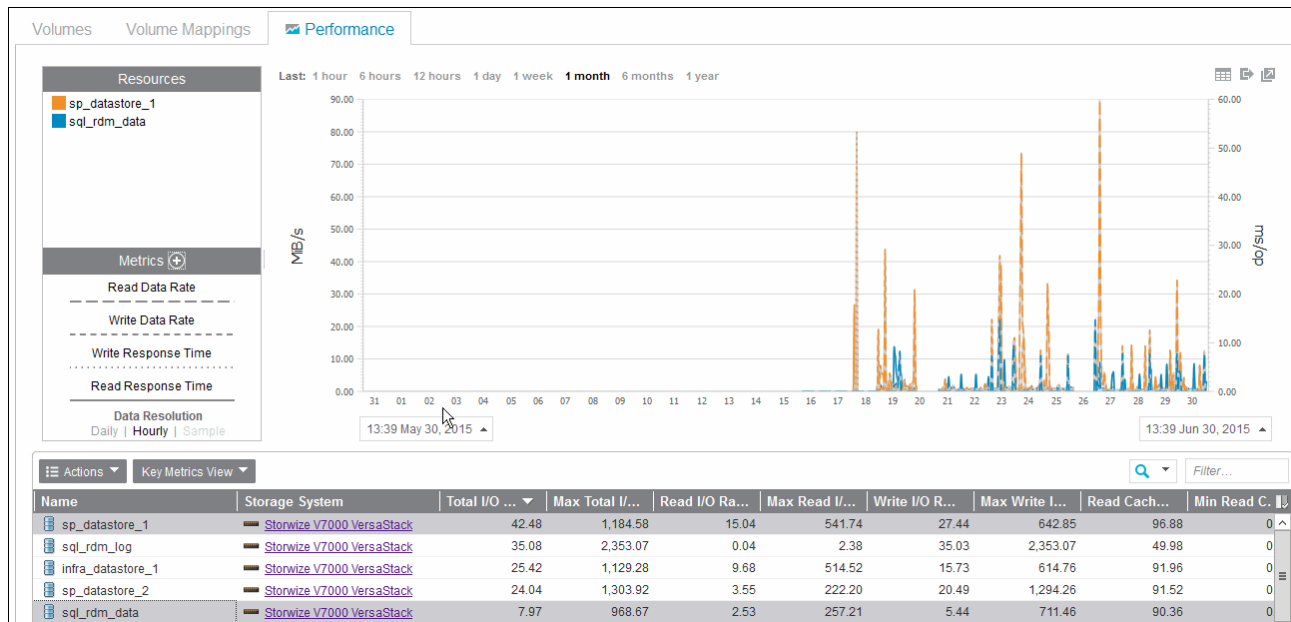 Volumes Volume Mappings Performance
Resources
sp_datastore_1
sql_rdm_data
Metrics
Read Data Rate
Write Data Rate
Write Response Time
Read Response Time
Data Resolution
Daily | Hourly | Sample
Last: 1 hour 6 hours 12 hours 1 day 1 week 1 month 6 months 1 year
90.00
80.00
70.00
60.00
50.00
40.00
30.00
20.00
10.00
0.00
MiB/s
60.00
50.00
40.00
30.00
20.00
10.00
0.00
ms/op
31 01 02 03 04 05 06 07 08 09 10 11 12 13 14 15 16 17 18 19 20 21 22 23 24 25 26 27 28 29 30
13:39 May 30, 2015 13:39 Jun 30, 2015
Actions Key Metrics View Filter...
Name Storage System Total I/O ... Max Total I/... Read I/O Ra... Max Read I/... Write I/O R... Max Write I... Read Cach... Min Read C.
sp_datastore_1 Storwize V7000 VersaStack 42.48 1,184.58 15.04 541.74 27.44 642.85 96.88 0
sql_rdm_log Storwize V7000 VersaStack 35.08 2,353.07 0.04 2.38 35.03 2,353.07 49.98 0
infra_datastore_1 Storwize V7000 VersaStack 25.42 1,129.28 9.68 514.52 15.73 614.76 91.96 0
sp_datastore_2 Storwize V7000 VersaStack 24.04 1,303.92 3.55 222.20 20.49 1,294.26 91.52 0
sql_rdm_data Storwize V7000 VersaStack 7.97 968.67 2.53 257.21 5.44 711.46 90.36 0